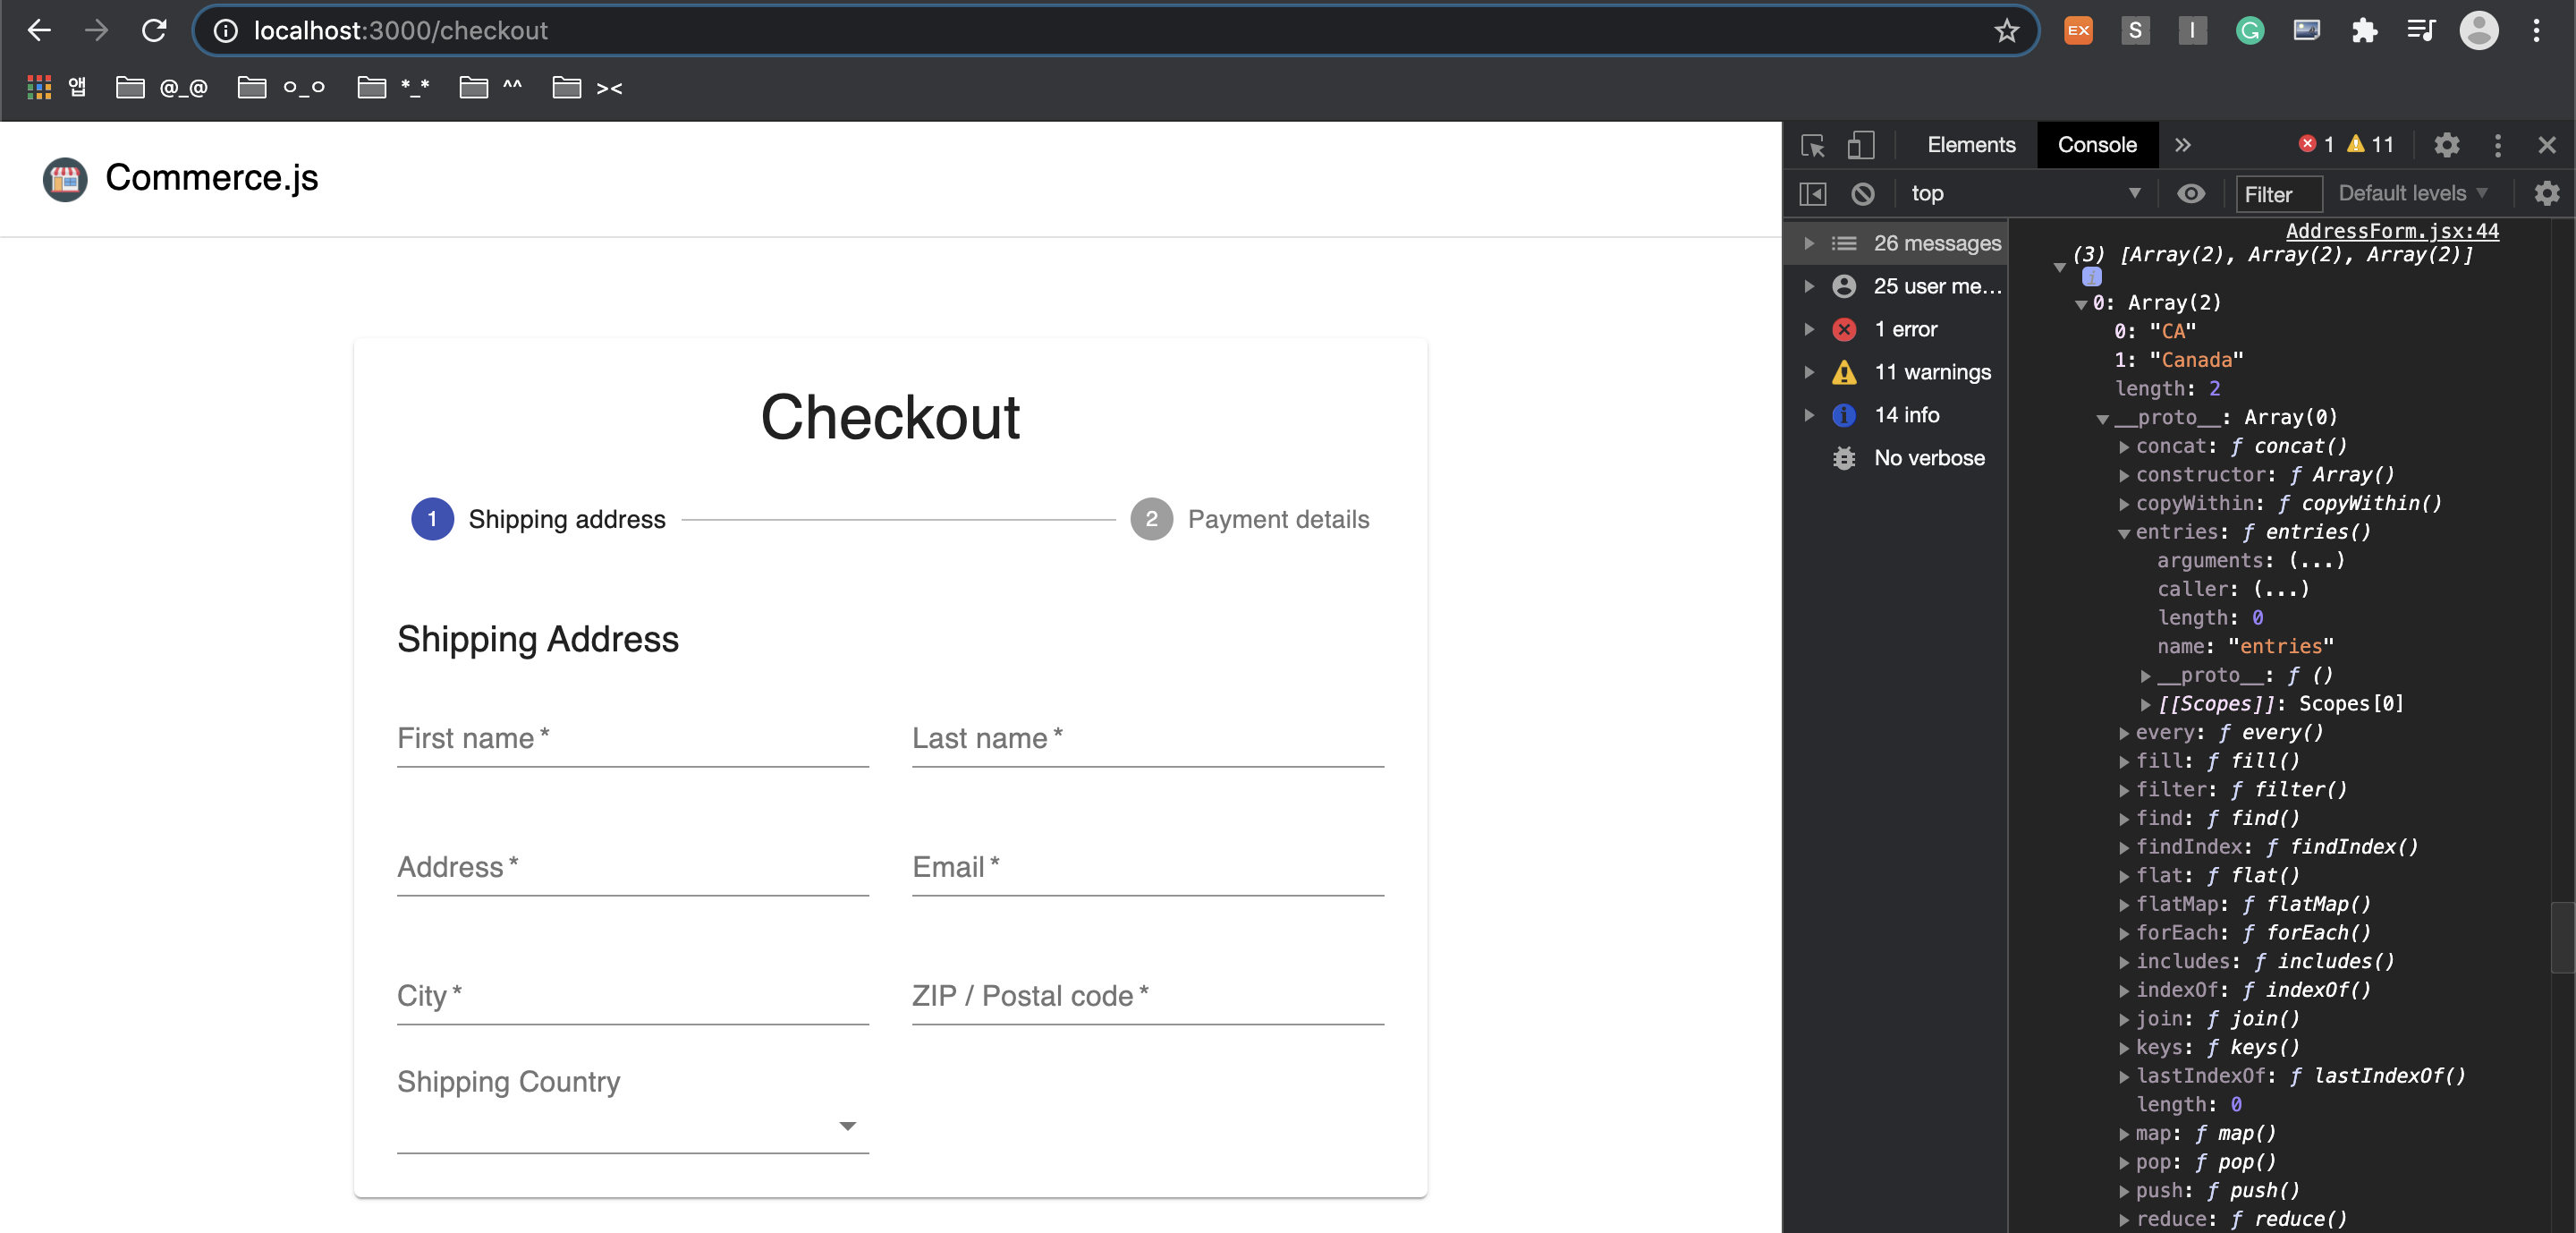 localhost:3000/checkout
EX
S
I
G
앱
@_@
o_o
*_*
^^
><
Commerce.js
Checkout
1 Shipping address
2 Payment details
Shipping Address
First name *
Last name *
Address *
Email *
City *
ZIP / Postal code *
Shipping Country
Elements
Console
1
11
top
Filter
Default levels
26 messages
25 user me…
1 error
11 warnings
14 info
No verbose
AddressForm.jsx:44
(3) [Array(2), Array(2), Array(2)]
i
0: Array(2)
0: "CA"
1: "Canada"
length: 2
__proto__: Array(0)
concat: ƒ concat()
constructor: ƒ Array()
copyWithin: ƒ copyWithin()
entries: ƒ entries()
arguments: (...)
caller: (...)
length: 0
name: "entries"
__proto__: ƒ ()
[[Scopes]]: Scopes[0]
every: ƒ every()
fill: ƒ fill()
filter: ƒ filter()
find: ƒ find()
findIndex: ƒ findIndex()
flat: ƒ flat()
flatMap: ƒ flatMap()
forEach: ƒ forEach()
includes: ƒ includes()
indexOf: ƒ indexOf()
join: ƒ join()
keys: ƒ keys()
lastIndexOf: ƒ lastIndexOf()
length: 0
map: ƒ map()
pop: ƒ pop()
push: ƒ push()
reduce: ƒ reduce()